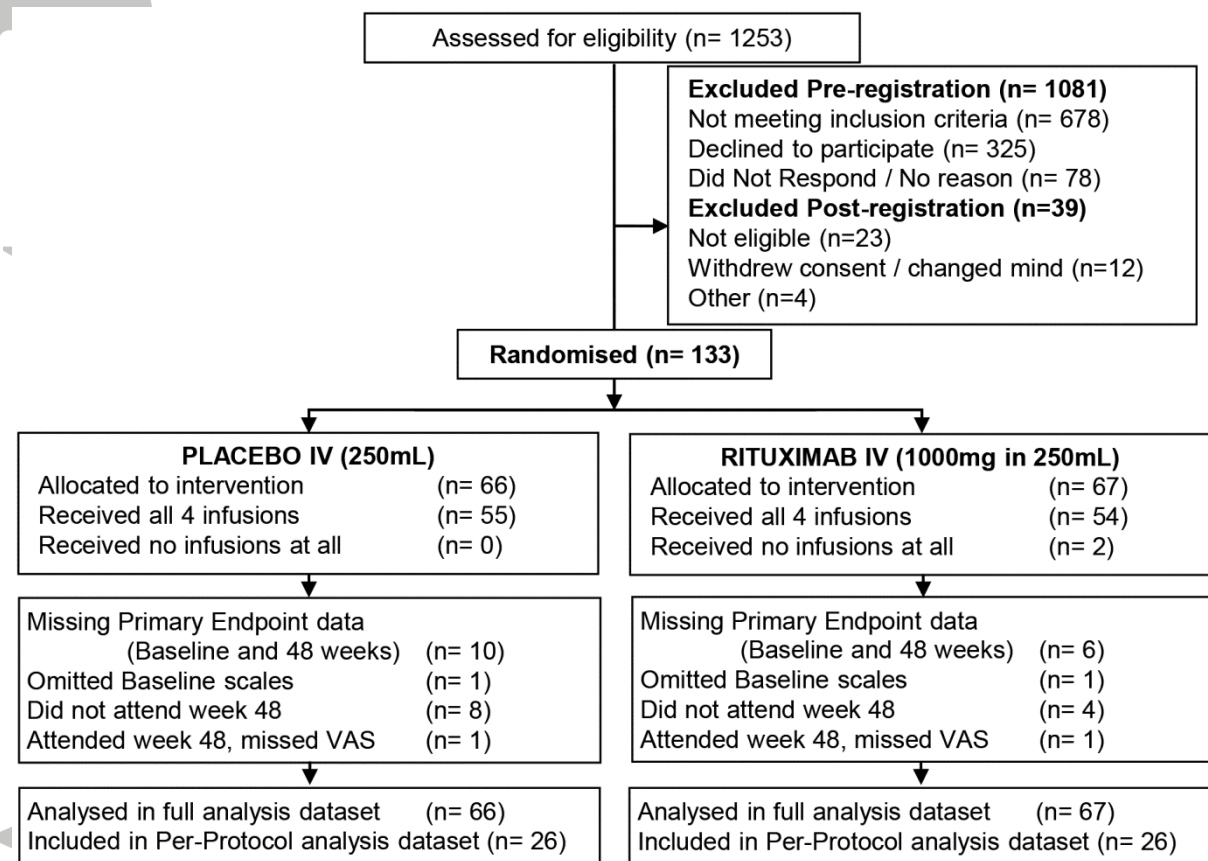 Assessed for eligibility (n= 1253)
Excluded Pre-registration (n= 1081)
Not meeting inclusion criteria (n= 678)
Declined to participate (n= 325)
Did Not Respond / No reason (n= 78)
Excluded Post-registration (n=39)
Not eligible (n=23)
Withdrew consent / changed mind (n=12)
Other (n=4)
Randomised (n= 133)
PLACEBO IV (250mL)
Allocated to intervention (n= 66)
Received all 4 infusions (n= 55)
Received no infusions at all (n= 0)
RITUXIMAB IV (1000mg in 250mL)
Allocated to intervention (n= 67)
Received all 4 infusions (n= 54)
Received no infusions at all (n= 2)
Missing Primary Endpoint data
(Baseline and 48 weeks) (n= 10)
Omitted Baseline scales (n= 1)
Did not attend week 48 (n= 8)
Attended week 48, missed VAS (n= 1)
Missing Primary Endpoint data
(Baseline and 48 weeks) (n= 6)
Omitted Baseline scales (n= 1)
Did not attend week 48 (n= 4)
Attended week 48, missed VAS (n= 1)
Analysed in full analysis dataset (n= 66)
Included in Per-Protocol analysis dataset (n= 26)
Analysed in full analysis dataset (n= 67)
Included in Per-Protocol analysis dataset (n= 26)